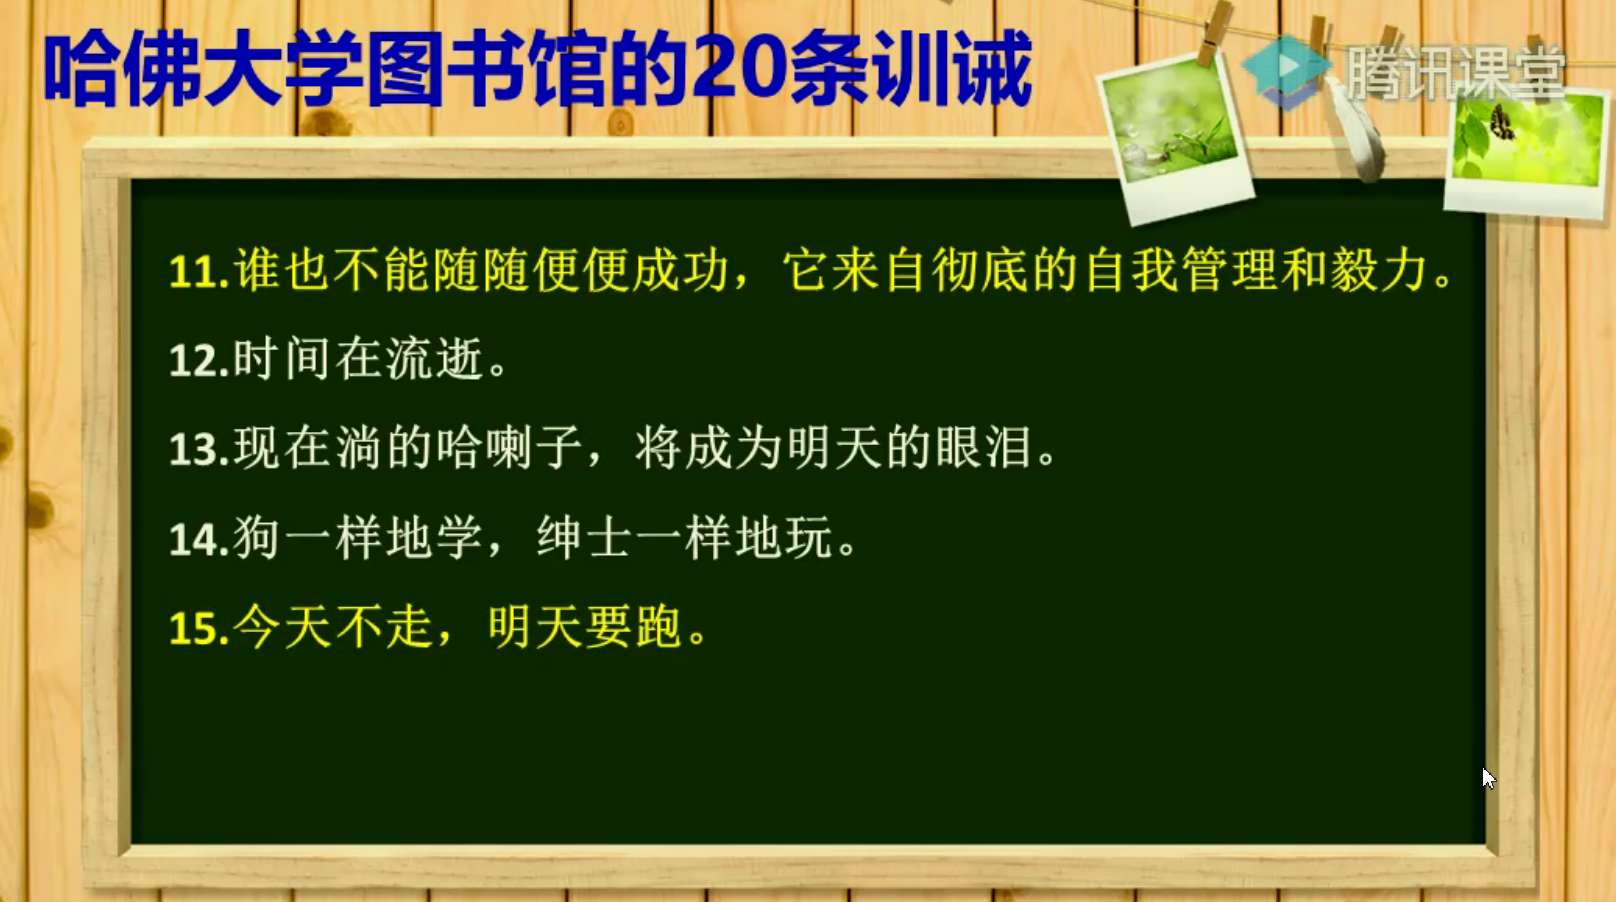 哈佛大学图书馆的20条训诫
腾讯课堂
11.谁也不能随随便便成功，它来自彻底的自我管理和毅力。
12.时间在流逝。
13.现在淌的哈喇子，将成为明天的眼泪。
14.狗一样地学，绅士一样地玩。
15.今天不走，明天要跑。